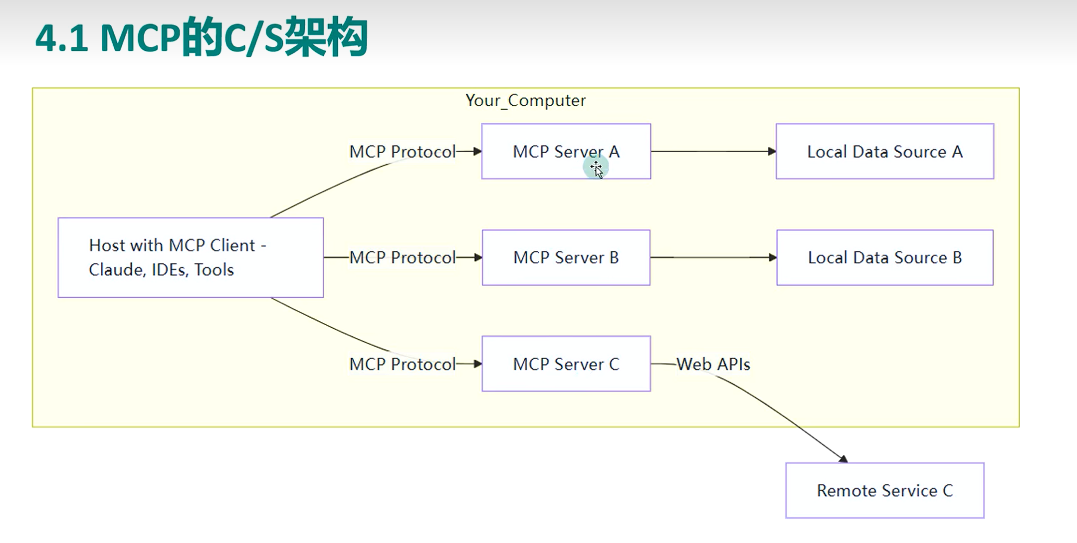 4.1 MCP的C/S架构
Your_Computer
MCP Protocol
MCP Server A
Local Data Source A
Host with MCP Client -
Claude, IDEs, Tools
MCP Protocol
MCP Server B
Local Data Source B
MCP Protocol
MCP Server C
Web APIs
Remote Service C